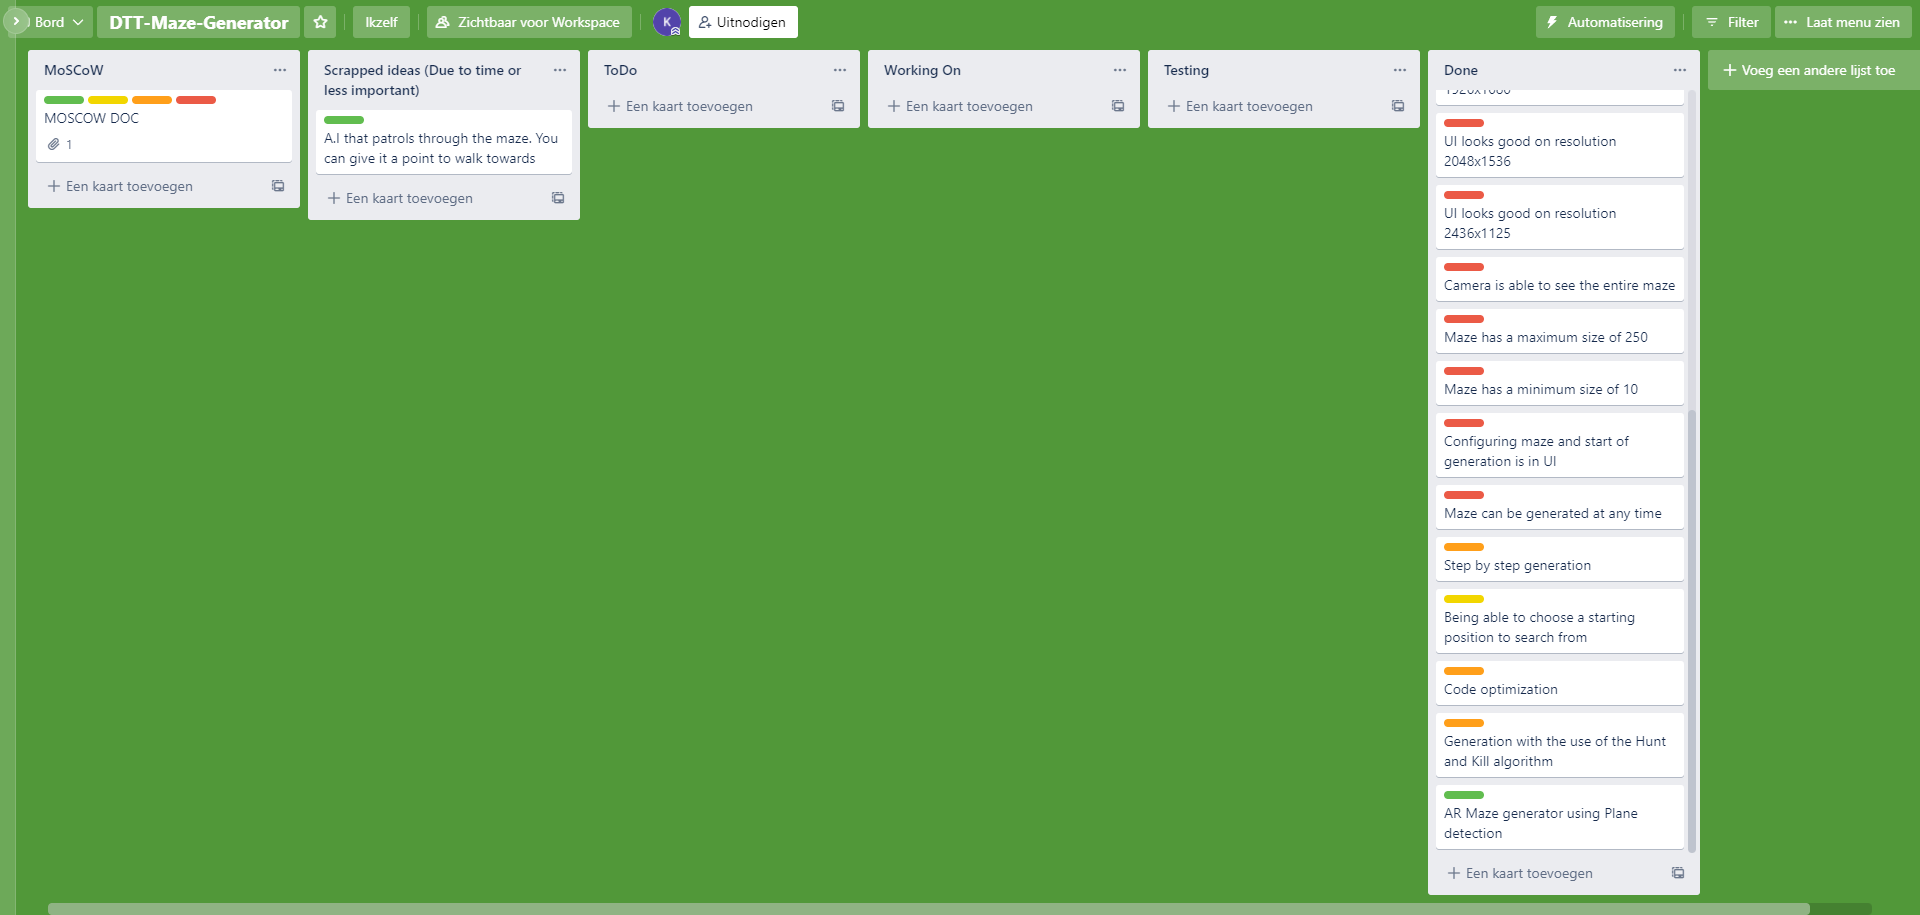 Bord
DTT-Maze-Generator
Ikzelf
Zichtbaar voor Workspace
K
Uitnodigen
Automatisering
Filter
Laat menu zien
MoSCoW
MOSCOW DOC
1
Een kaart toevoegen
Scrapped ideas (Due to time or
less important)
A.I that patrols through the maze. You
can give it a point to walk towards
Een kaart toevoegen
ToDo
Een kaart toevoegen
Working On
Een kaart toevoegen
Testing
Een kaart toevoegen
Done
UI looks good on resolution
2048x1536
UI looks good on resolution
2436x1125
Camera is able to see the entire maze
Maze has a maximum size of 250
Maze has a minimum size of 10
Configuring maze and start of
generation is in UI
Maze can be generated at any time
Step by step generation
Being able to choose a starting
position to search from
Code optimization
Generation with the use of the Hunt
and Kill algorithm
AR Maze generator using Plane
detection
Een kaart toevoegen
Voeg een andere lijst toe